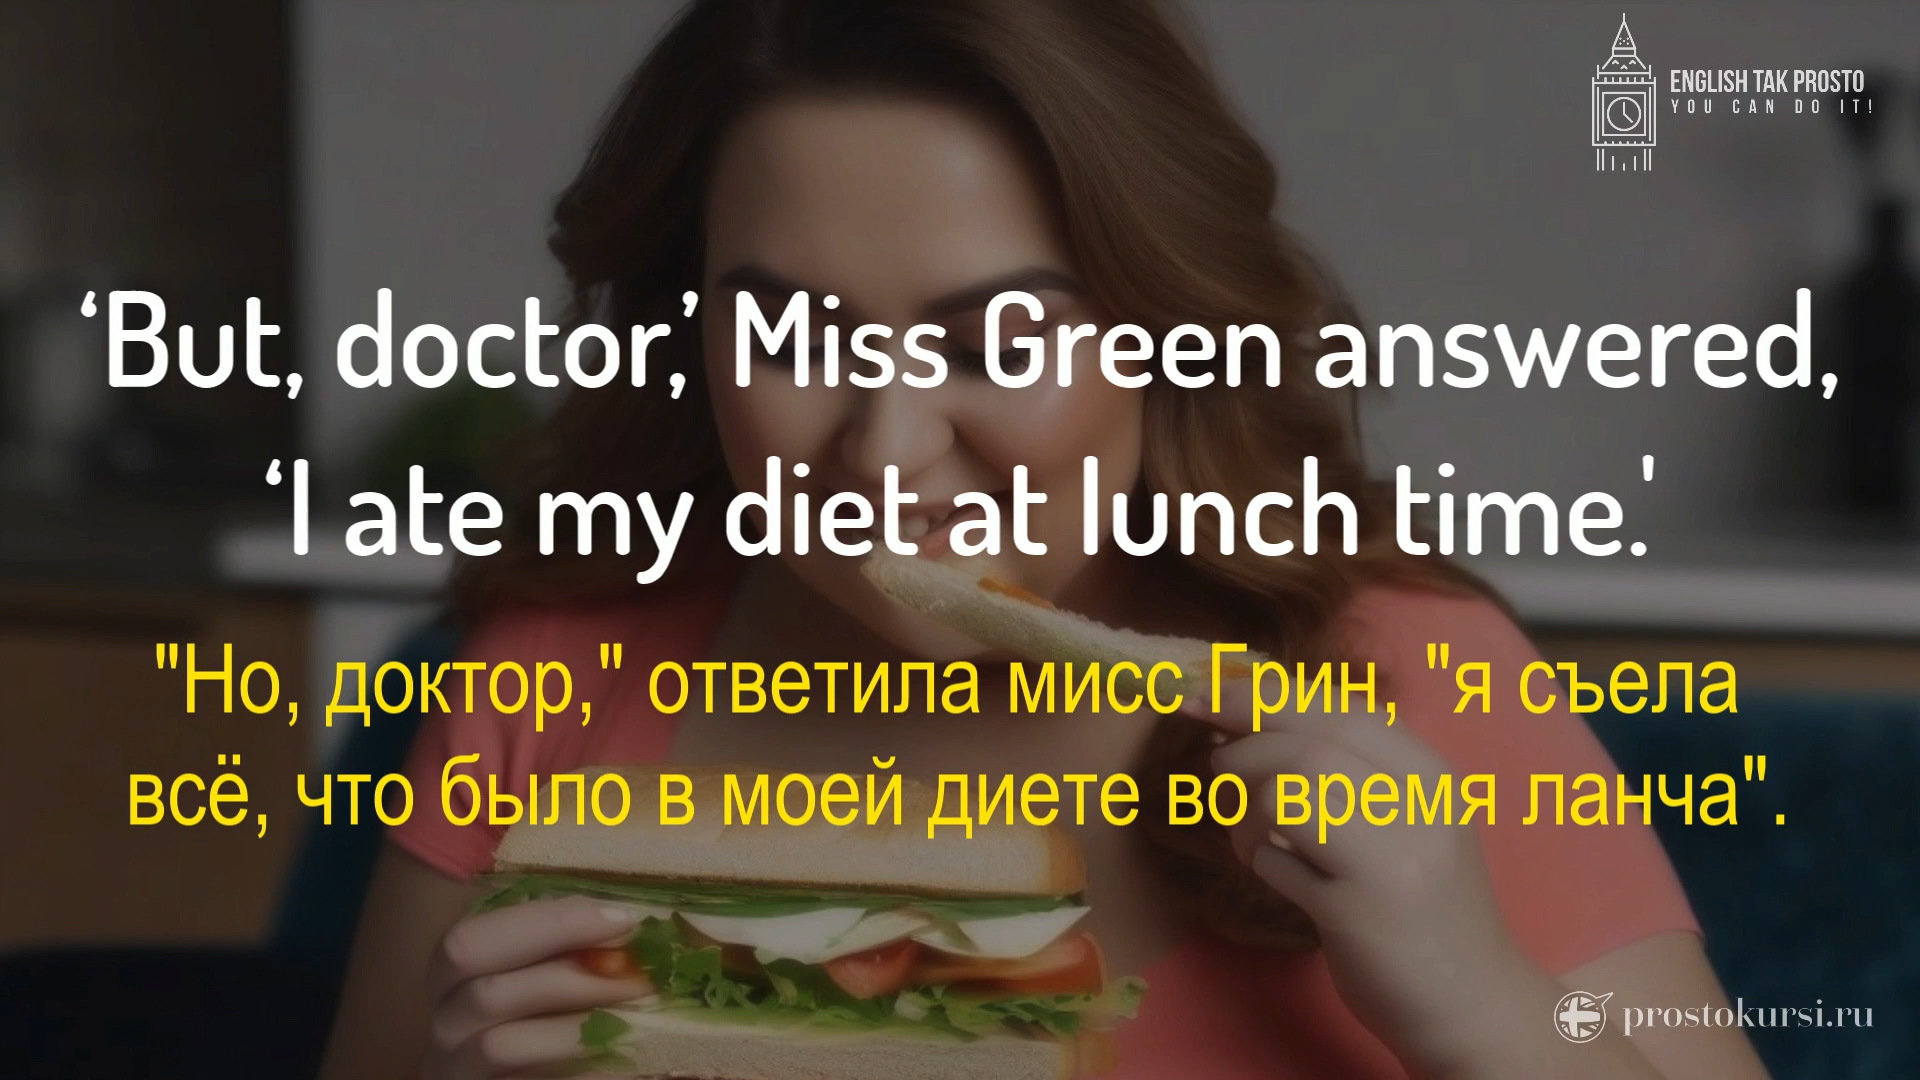 ENGLISH TAK PROSTO
YOU CAN DO IT!
‘But, doctor,’ Miss Green answered,
‘I ate my diet at lunch time.'
"Но, доктор," ответила мисс Грин, "я съела
всё, что было в моей диете во время ланча".
prostokursi.ru